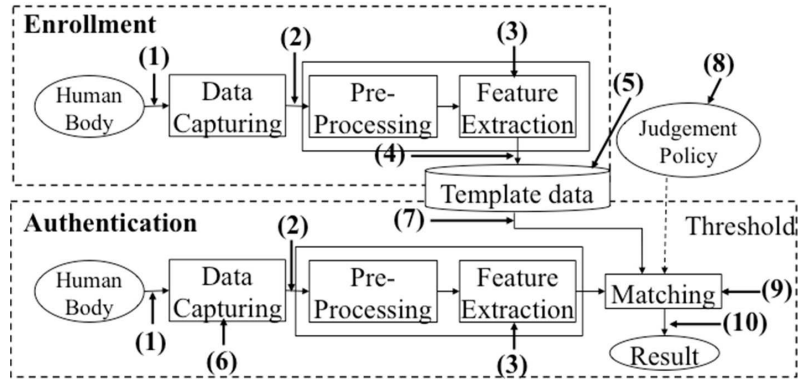 Enrollment
(1)
(2)
(3)
(5)
(8)
Human
Body
Data
Capturing
Pre-
Processing
Feature
Extraction
Judgement
Policy
(4)
Template data
Authentication
(7)
Threshold
(2)
Human
Body
Data
Capturing
Pre-
Processing
Feature
Extraction
Matching
(9)
(1)
(6)
(3)
(10)
Result